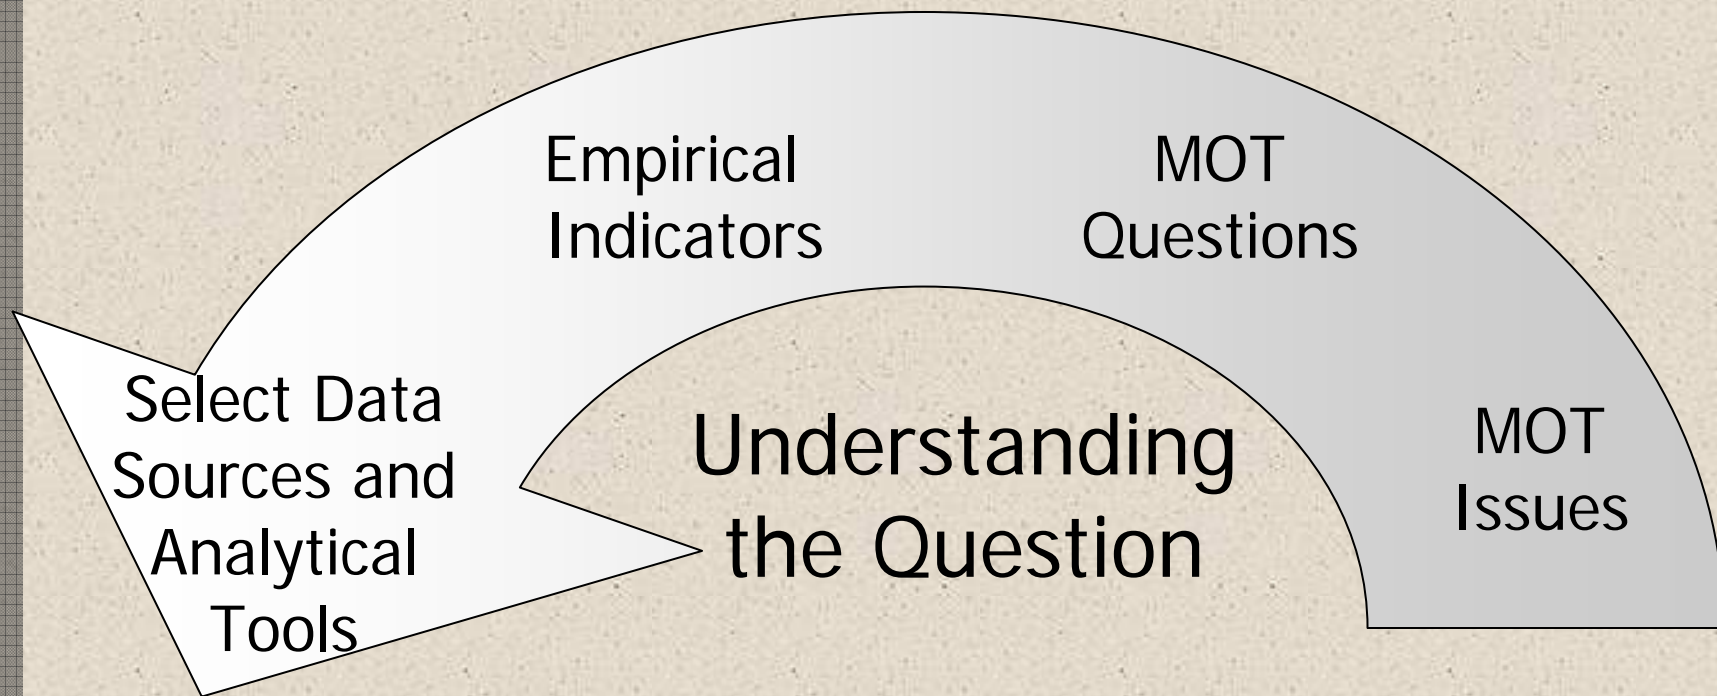 Empirical
Indicators
MOT
Questions
Select Data
Sources and
Analytical
Tools
Understanding
the Question
MOT
Issues